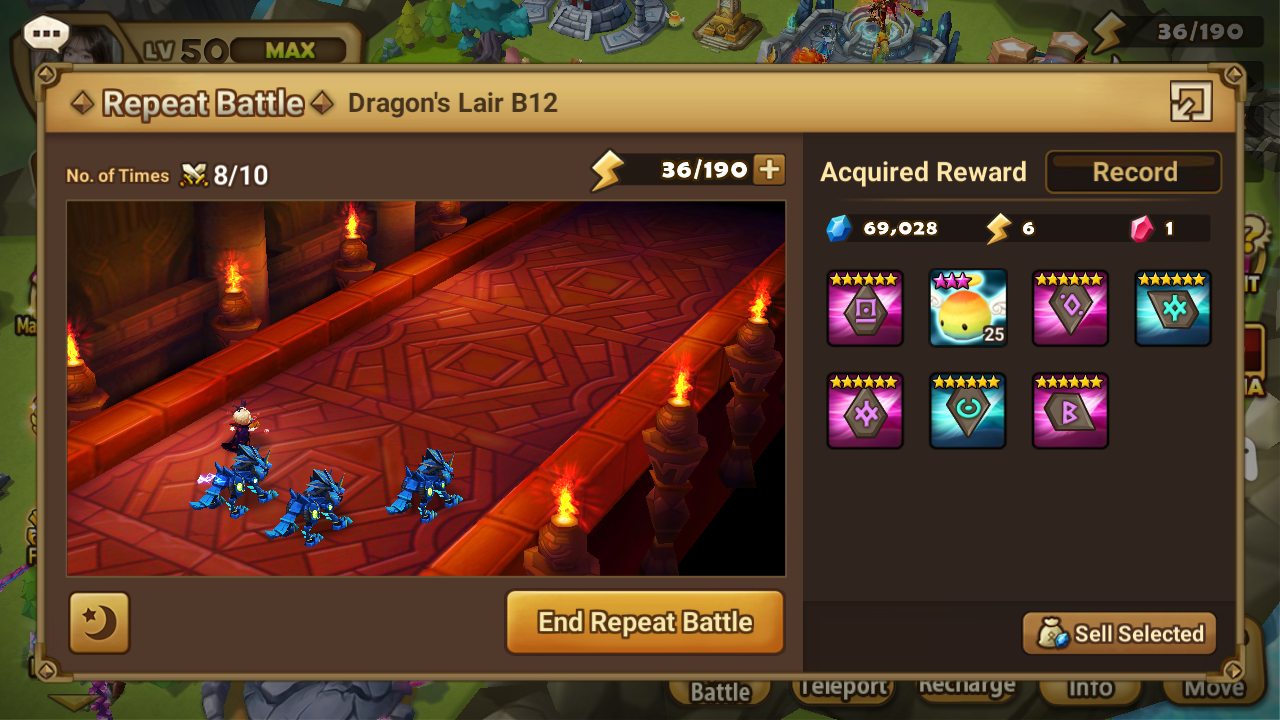 LV 50 MAX
36/190
Repeat Battle Dragon's Lair B12
No. of Times 8/10
36/190
Acquired Reward
Record
69,028
6
1
25
End Repeat Battle
Sell Selected
Battle
Teleport
Recharge
Info
Move